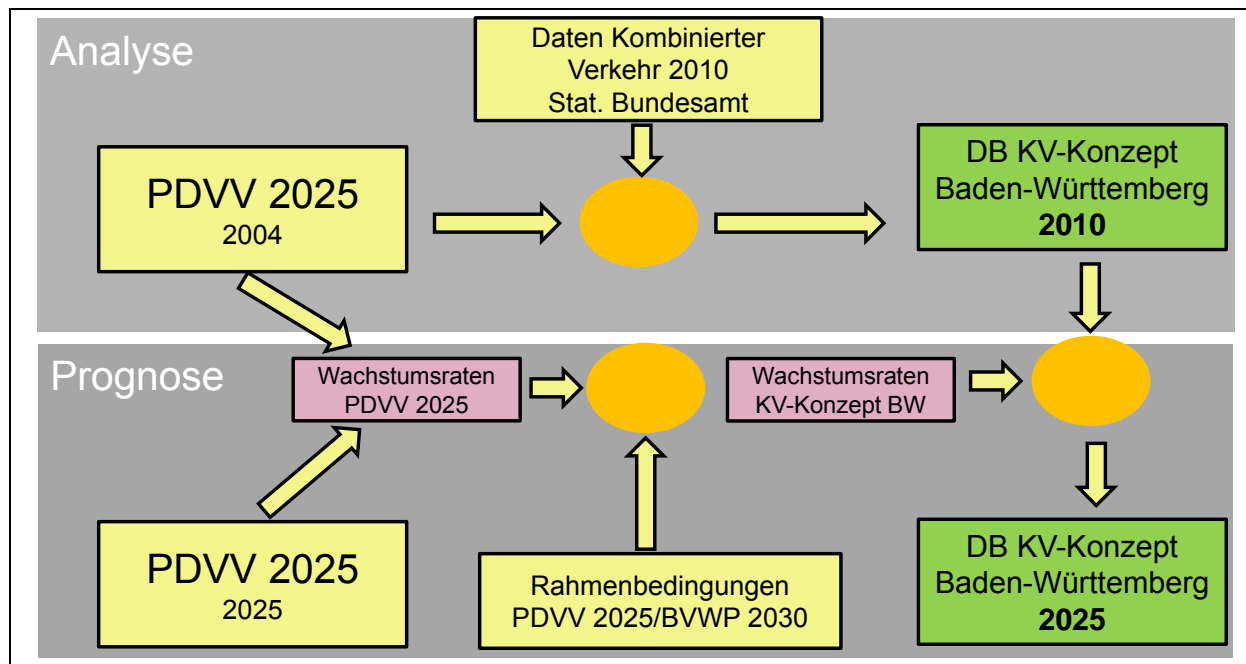 Analyse
Daten Kombinierter
Verkehr 2010
Stat. Bundesamt
PDVV 2025
2004
DB KV-Konzept
Baden-Württemberg
2010
Prognose
Wachstumsraten
PDVV 2025
Wachstumsraten
KV-Konzept BW
PDVV 2025
2025
Rahmenbedingungen
PDVV 2025/BVWP 2030
DB KV-Konzept
Baden-Württemberg
2025